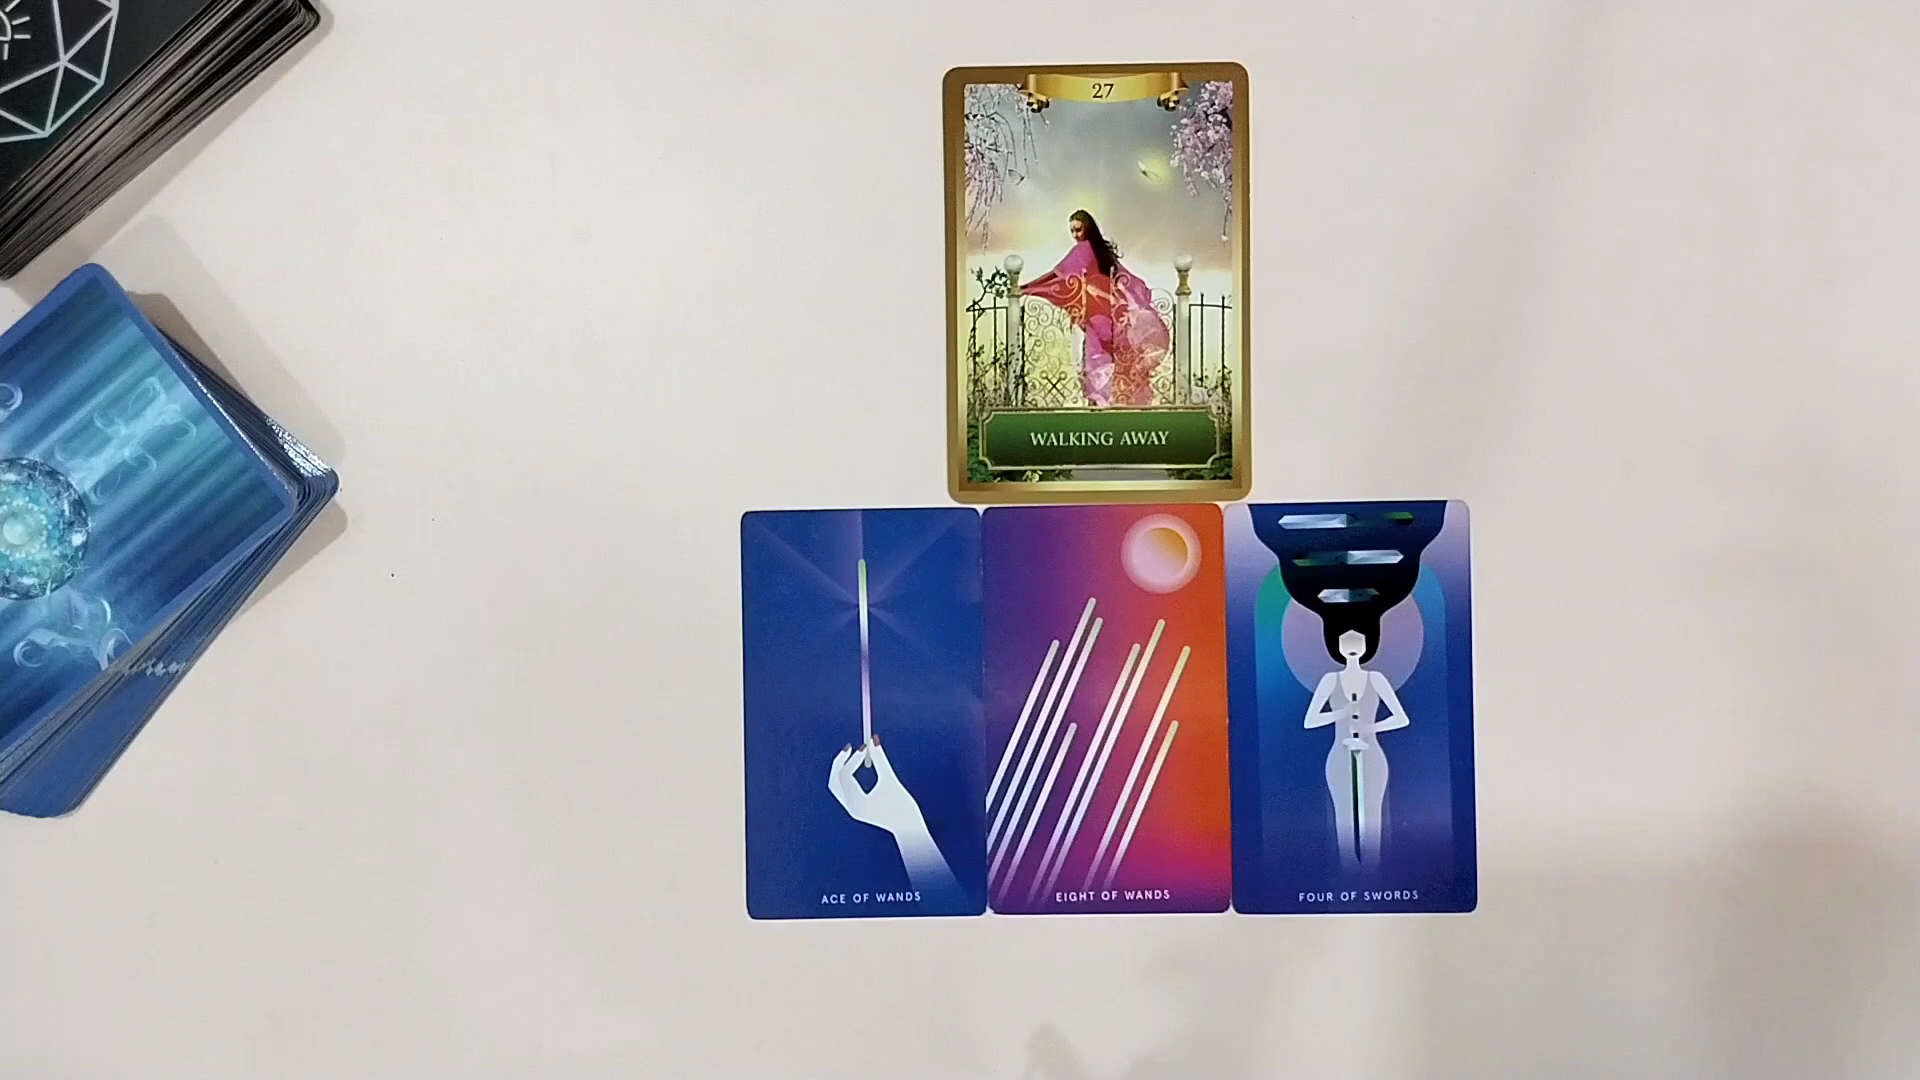 27
WALKING AWAY
ACE OF WANDS
EIGHT OF WANDS
FOUR OF SWORDS